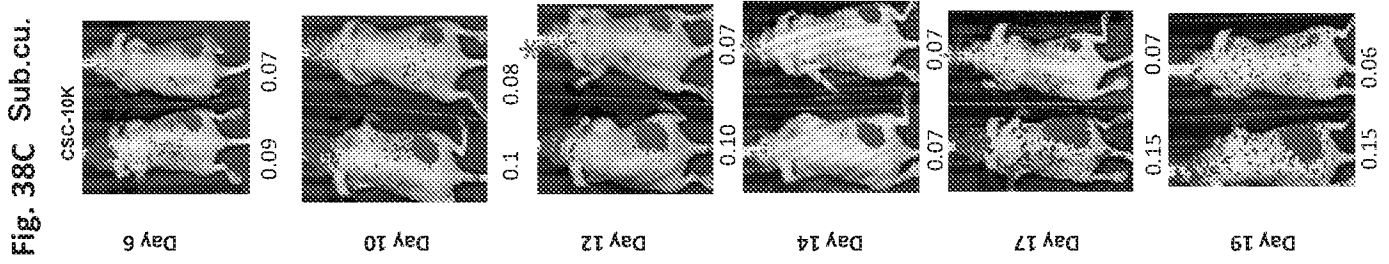 Fig. 38C Sub.cu.
CSC-10K
Day 6
0.09 0.07
Day 10
0.1 0.08
Day 12
0.10 0.07
Day 14
0.07 0.07
Day 17
0.15 0.07
Day 19
0.15 0.06